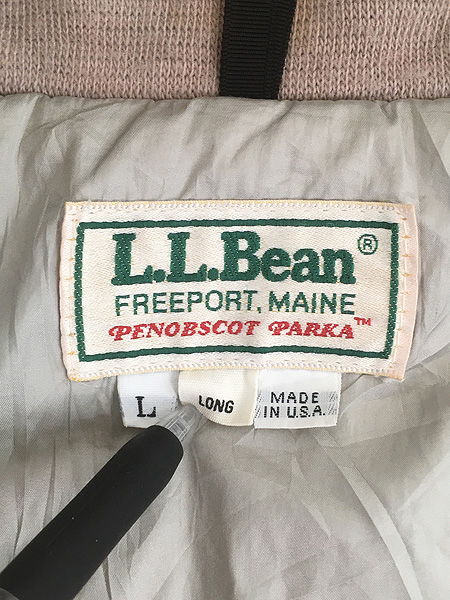 L.L.Bean®
FREEPORT, MAINE
PENOBSCOT PARKA™
L
LONG
MADE
IN U.S.A.